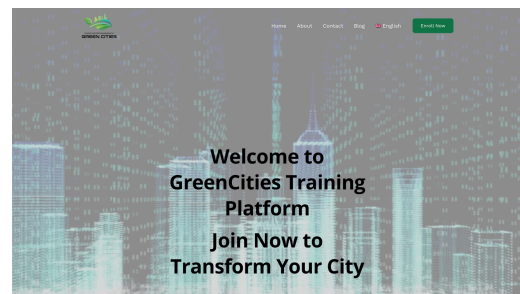 GREEN CITIES
Home About Contact Blog English Enroll Now
Welcome to
GreenCities Training
Platform
Join Now to
Transform Your City